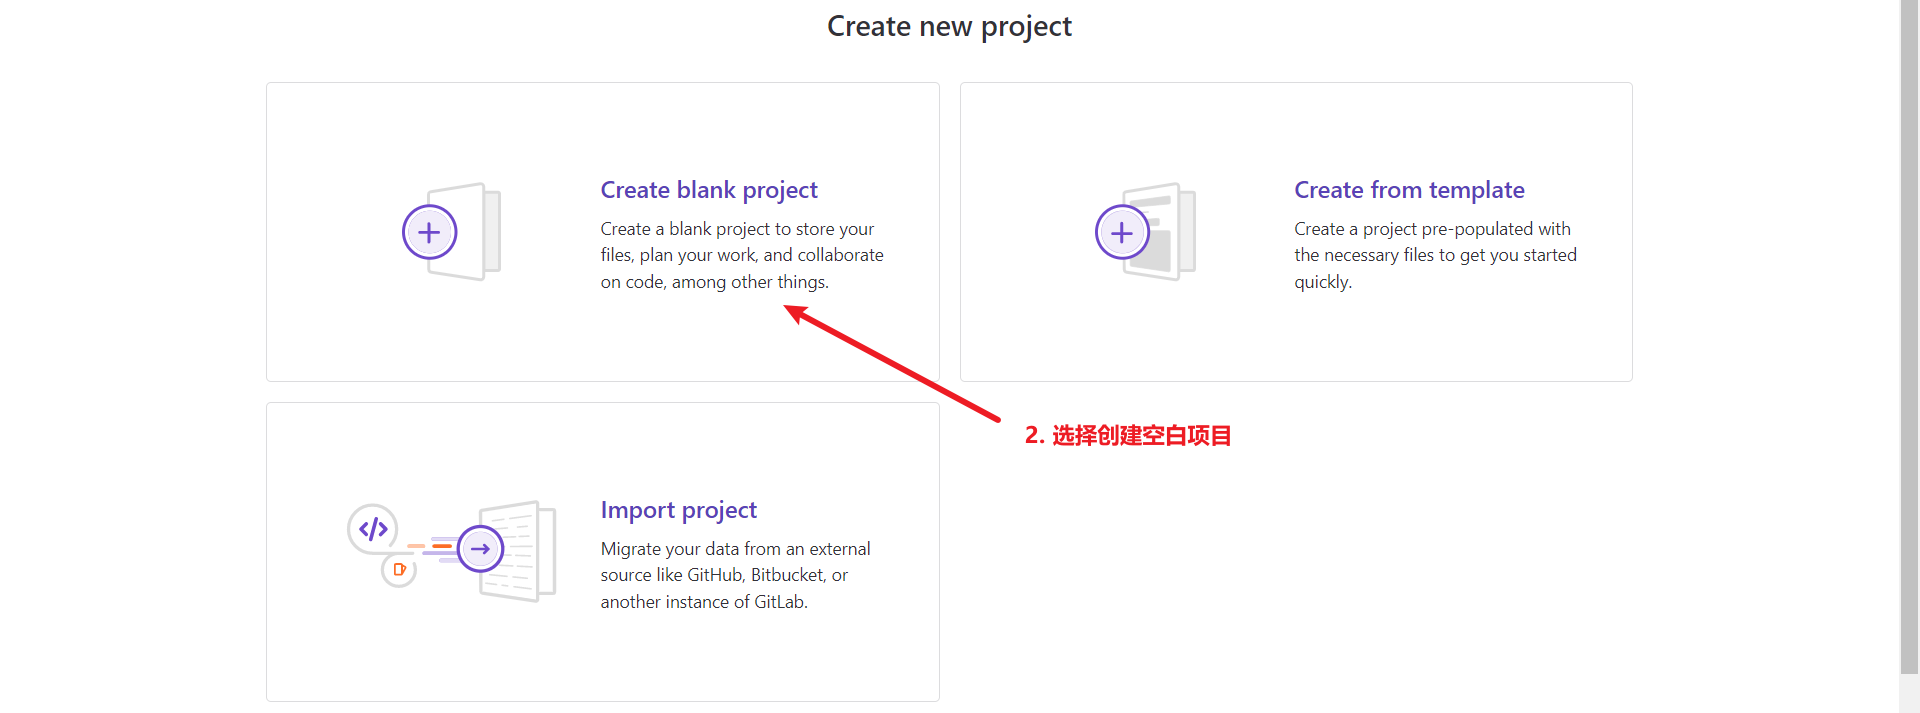 Create new project
Create blank project
Create a blank project to store your
files, plan your work, and collaborate
on code, among other things.
Create from template
Create a project pre-populated with
the necessary files to get you started
quickly.
2. 选择创建空白项目
Import project
Migrate your data from an external
source like GitHub, Bitbucket, or
another instance of GitLab.